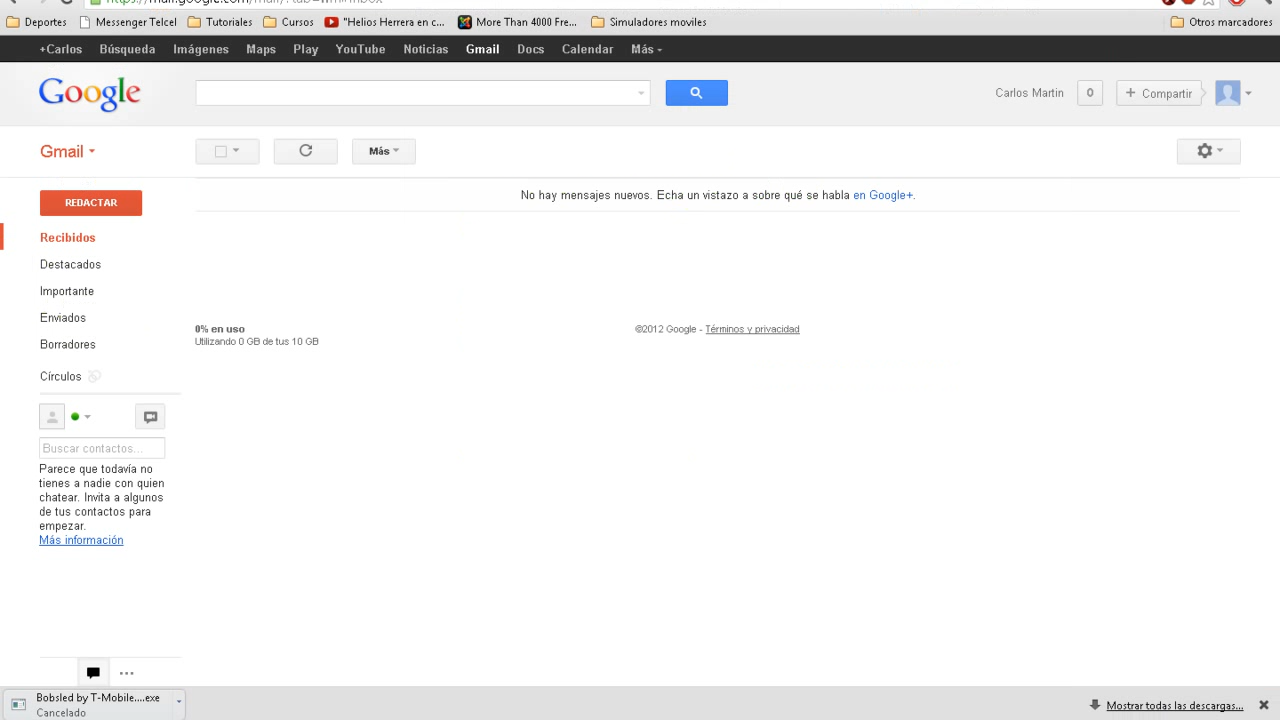 Deportes Messenger Telcel Tutoriales Cursos "Helios Herrera en c... More Than 4000 Fre... Simuladores moviles Otros marcadores
+Carlos Búsqueda Imágenes Maps Play YouTube Noticias Gmail Docs Calendar Más
Google Carlos Martin 0 + Compartir
Gmail Más
REDACTAR No hay mensajes nuevos. Echa un vistazo a sobre qué se habla en Google+.
Recibidos
Destacados
Importante
Enviados
Borradores
0% en uso ©2012 Google - Términos y privacidad
Utilizando 0 GB de tus 10 GB
Círculos
Buscar contactos...
Parece que todavía no
tienes a nadie con quien
chatear. Invita a algunos
de tus contactos para
empezar.
Más información
Bobsled by T-Mobile....exe
Cancelado
Mostrar todas las descargas...